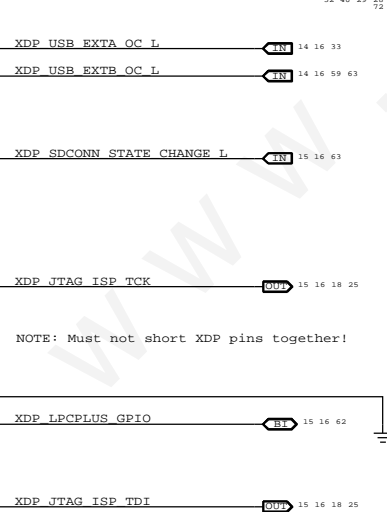 72
XDP_USB_EXTA_OC_L IN 14 16 33
XDP_USB_EXTB_OC_L IN 14 16 59 63
XDP_SDCONN_STATE_CHANGE_L IN 15 16 63
XDP_JTAG_ISP_TCK OUT 15 16 18 25
NOTE: Must not short XDP pins together!
XDP_LPCPLUS_GPIO BI 15 16 62
XDP_JTAG_ISP_TDI OUT 15 16 18 25
W W W